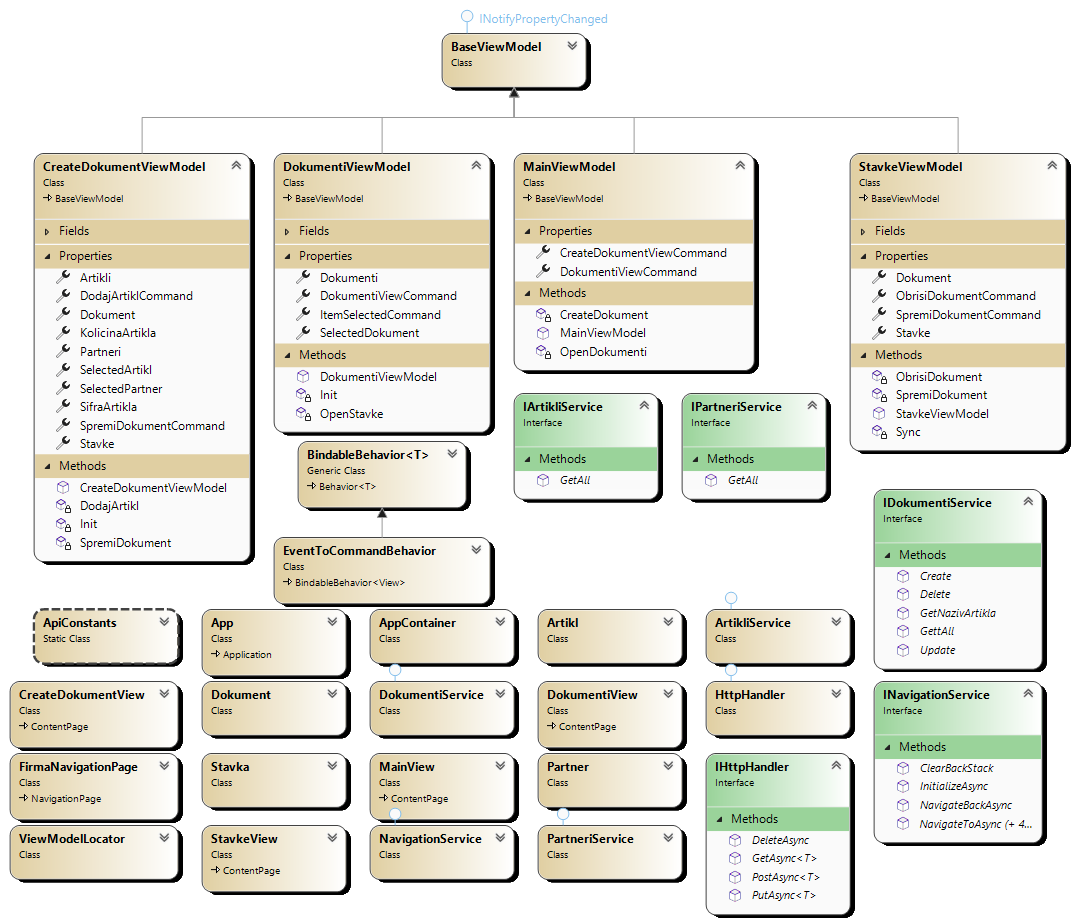 INotifyPropertyChanged
BaseViewModel
Class
CreateDokumentViewModel
Class
BaseViewModel
Fields
Properties
Artikli
DodajArtiklCommand
Dokument
KolicinaArtikla
Partneri
SelectedArtikl
SelectedPartner
SifraArtikla
SpremiDokumentCommand
Stavke
Methods
CreateDokumentViewModel
DodajArtikl
Init
SpremiDokument
DokumentiViewModel
Class
BaseViewModel
Fields
Properties
Dokumenti
DokumentiViewCommand
ItemSelectedCommand
SelectedDokument
Methods
DokumentiViewModel
Init
OpenStavke
MainViewModel
Class
BaseViewModel
Properties
CreateDokumentViewCommand
DokumentiViewCommand
Methods
CreateDokument
MainViewModel
OpenDokumenti
StavkeViewModel
Class
BaseViewModel
Fields
Properties
Dokument
ObrisiDokumentCommand
SpremiDokumentCommand
Stavke
Methods
ObrisiDokument
SpremiDokument
StavkeViewModel
Sync
IArtikliService
Interface
Methods
GetAll
IPartneriService
Interface
Methods
GetAll
BindableBehavior<T>
Generic Class
Behavior<T>
EventToCommandBehavior
Class
BindableBehavior<View>
IDokumentiService
Interface
Methods
Create
Delete
GetNazivArtikla
GettAll
Update
ApiConstants
Static Class
App
Class
Application
AppContainer
Class
Artikl
Class
ArtikliService
Class
CreateDokumentView
Class
ContentPage
Dokument
Class
DokumentiService
Class
DokumentiView
Class
ContentPage
HttpHandler
Class
INavigationService
Interface
Methods
ClearBackStack
InitializeAsync
NavigateBackAsync
NavigateToAsync (+ 4...
FirmaNavigationPage
Class
NavigationPage
Stavka
Class
MainView
Class
ContentPage
Partner
Class
IHttpHandler
Interface
Methods
DeleteAsync
GetAsync<T>
PostAsync<T>
PutAsync<T>
ViewModelLocator
Class
StavkeView
Class
ContentPage
NavigationService
Class
PartneriService
Class